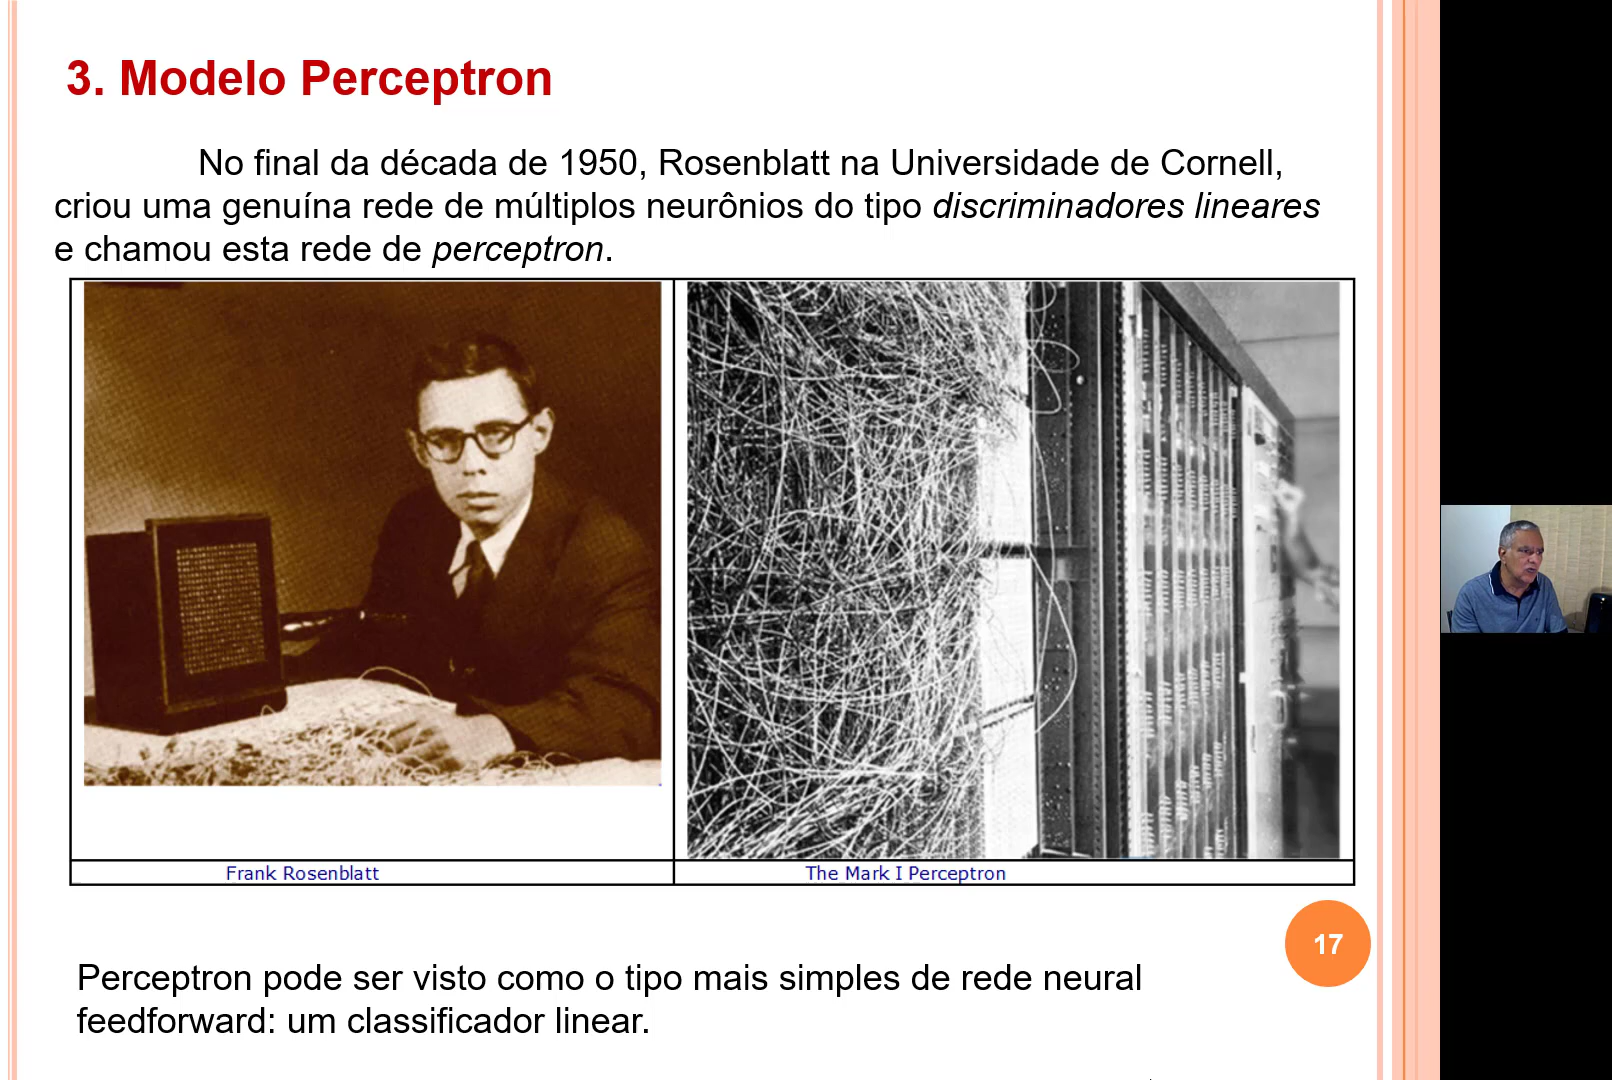 3. Modelo Perceptron
No final da década de 1950, Rosenblatt na Universidade de Cornell,
criou uma genuína rede de múltiplos neurônios do tipo discriminadores lineares
e chamou esta rede de perceptron.
Frank Rosenblatt
The Mark I Perceptron
17
Perceptron pode ser visto como o tipo mais simples de rede neural
feedforward: um classificador linear.